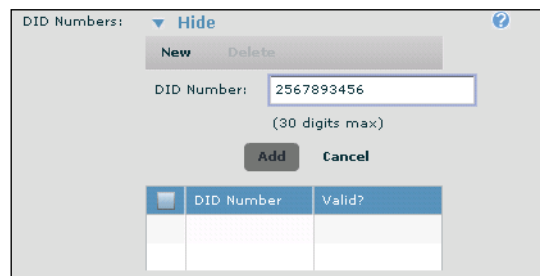 DID Numbers: ▼ Hide ?
New Delete
DID Number: 2567893456
(30 digits max)
Add Cancel
DID Number Valid?